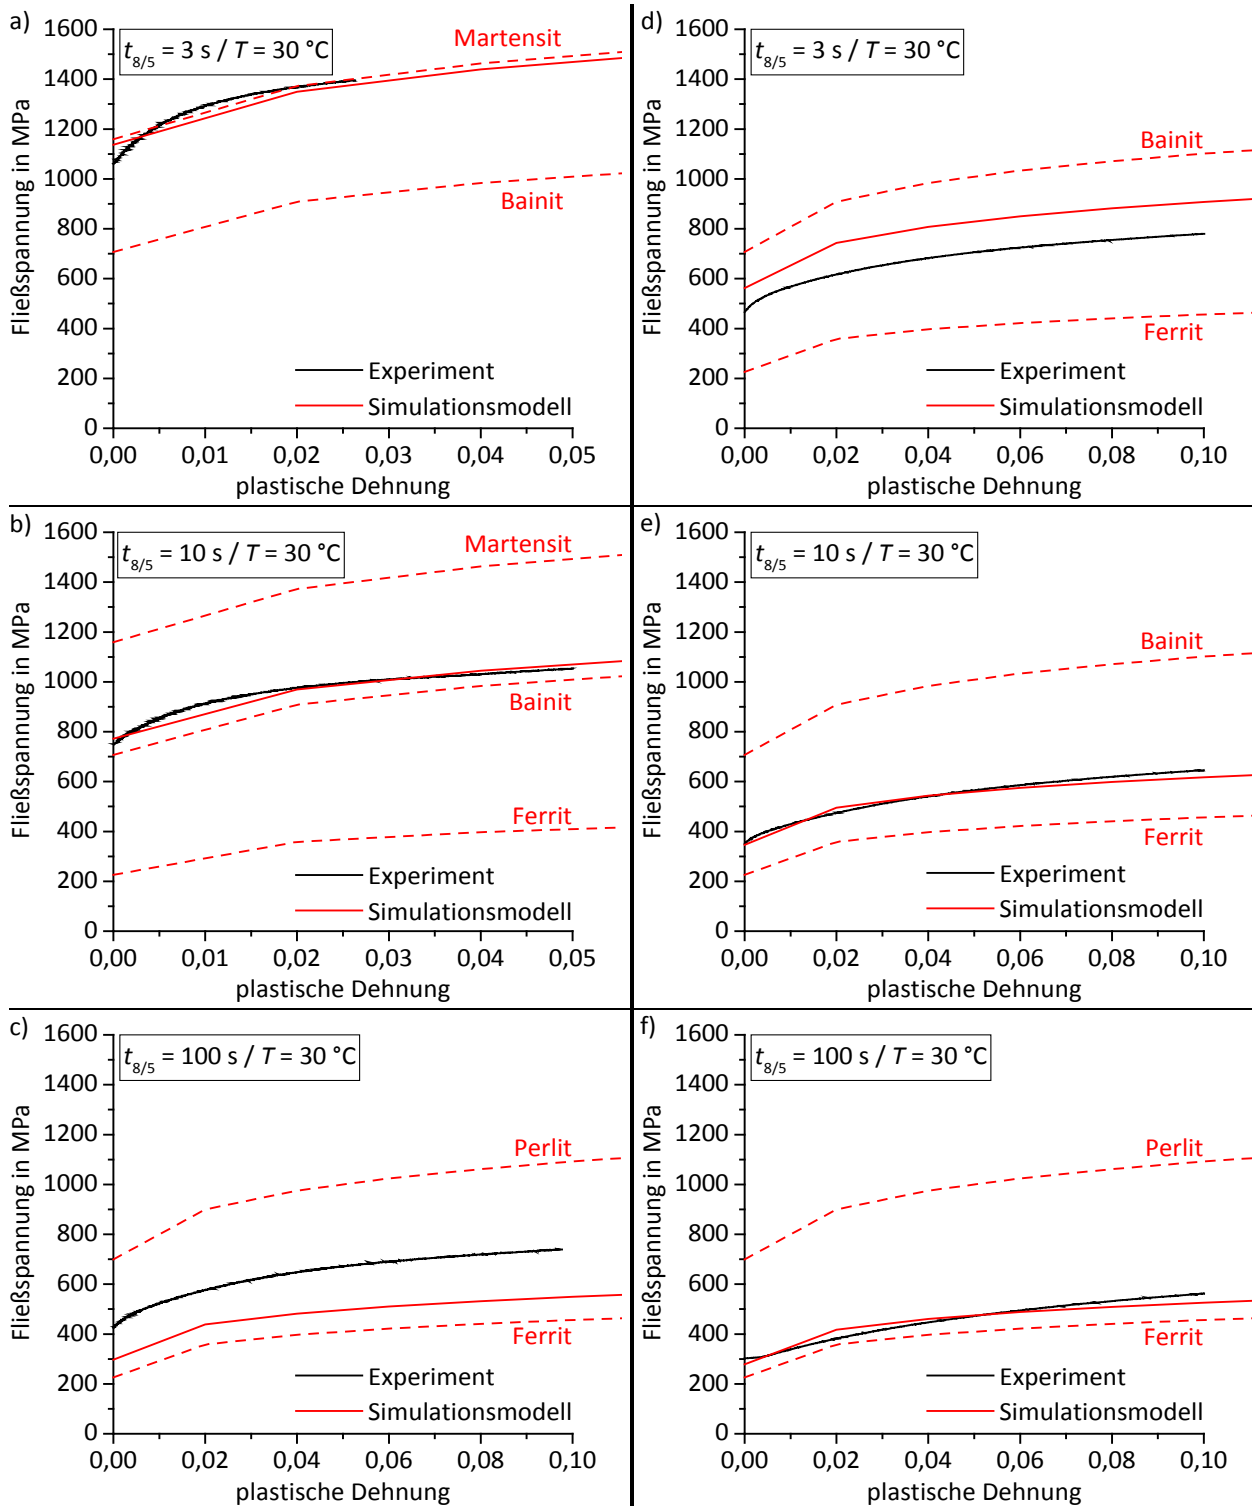 a)
t8/5 = 3 s / T = 30 °C
Martensit
Bainit
Experiment
Simulationsmodell
Fließspannung in MPa
1600
1400
1200
1000
800
600
400
200
0
0,00 0,01 0,02 0,03 0,04 0,05
plastische Dehnung
d)
t8/5 = 3 s / T = 30 °C
Bainit
Ferrit
Experiment
Simulationsmodell
Fließspannung in MPa
1600
1400
1200
1000
800
600
400
200
0
0,00 0,02 0,04 0,06 0,08 0,10
plastische Dehnung
b)
t8/5 = 10 s / T = 30 °C
Martensit
Bainit
Ferrit
Experiment
Simulationsmodell
Fließspannung in MPa
1600
1400
1200
1000
800
600
400
200
0
0,00 0,01 0,02 0,03 0,04 0,05
plastische Dehnung
e)
t8/5 = 10 s / T = 30 °C
Bainit
Ferrit
Experiment
Simulationsmodell
Fließspannung in MPa
1600
1400
1200
1000
800
600
400
200
0
0,00 0,02 0,04 0,06 0,08 0,10
plastische Dehnung
c)
t8/5 = 100 s / T = 30 °C
Perlit
Ferrit
Experiment
Simulationsmodell
Fließspannung in MPa
1600
1400
1200
1000
800
600
400
200
0
0,00 0,02 0,04 0,06 0,08 0,10
plastische Dehnung
f)
t8/5 = 100 s / T = 30 °C
Perlit
Ferrit
Experiment
Simulationsmodell
Fließspannung in MPa
1600
1400
1200
1000
800
600
400
200
0
0,00 0,02 0,04 0,06 0,08 0,10
plastische Dehnung